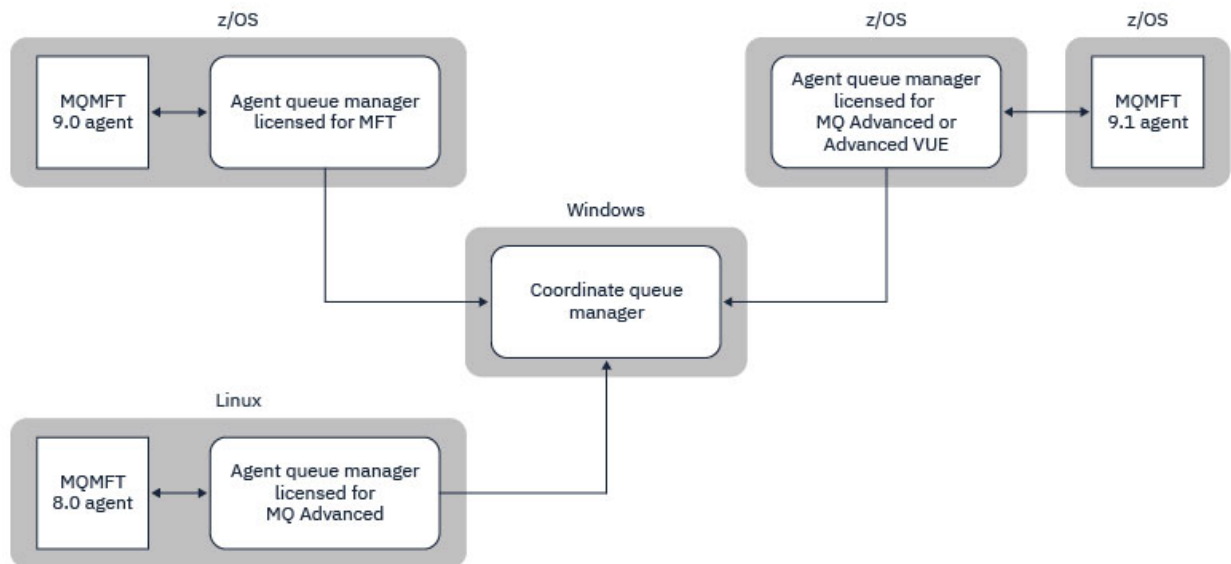 z/OS
z/OS
z/OS
MQMFT
9.0 agent
Agent queue manager
licensed for MFT
Agent queue manager
licensed for
MQ Advanced or
Advanced VUE
MQMFT
9.1 agent
Windows
Coordinate queue
manager
Linux
MQMFT
8.0 agent
Agent queue manager
licensed for
MQ Advanced